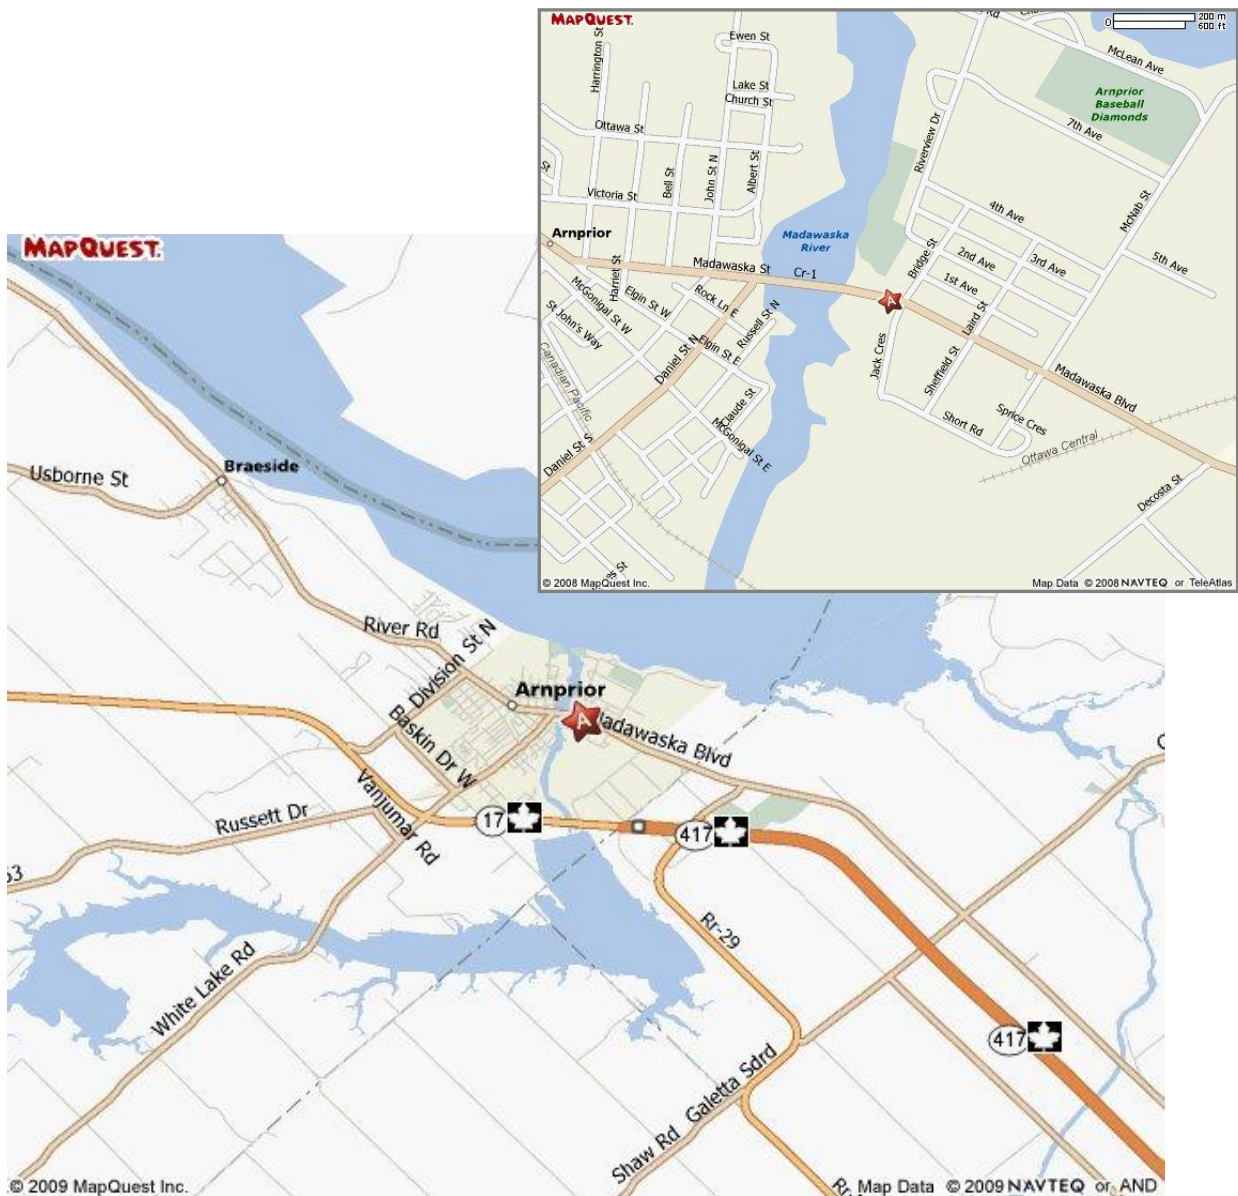 MAPQUEST.
0 200 m
600 ft
Rd
McLean Ave
Ewen St
Harrington St
Lake St
Church St
Arnprior
Baseball
Diamonds
Ottawa St
7th Ave
Riverview Dr
St
Bell St
John St N
Albert St
Victoria St
McNab St
4th Ave
Arnprior
Madawaska
River
Bridge St
2nd Ave
3rd Ave
5th Ave
Madawaska St
Cr-1
Harriet St
1st Ave
McGonigal St W
Elgin St W
Rock Ln E
Russell St N
A
Laird St
St John's Way
Daniel St N
Elgin St E
Jack Cres
Sheffield St
Canadian Pacific
Madawaska Blvd
Claude St
McGonigal St E
Short Rd
Sprice Cres
Daniel St S
Ottawa Central
Decosta St
es St
© 2008 MapQuest Inc.
Map Data © 2008 NAVTEQ or TeleAtlas
MAPQUEST.
Braeside
Usborne St
River Rd
Division St N
Arnprior
A
Madawaska Blvd
Baskin Dr W
Vanjumar Rd
Russett Dr
17
417
63
Rr-29
White Lake Rd
417
Galetta Sdrd
Shaw Rd
Rr-
© 2009 MapQuest Inc.
Map Data © 2009 NAVTEQ or AND